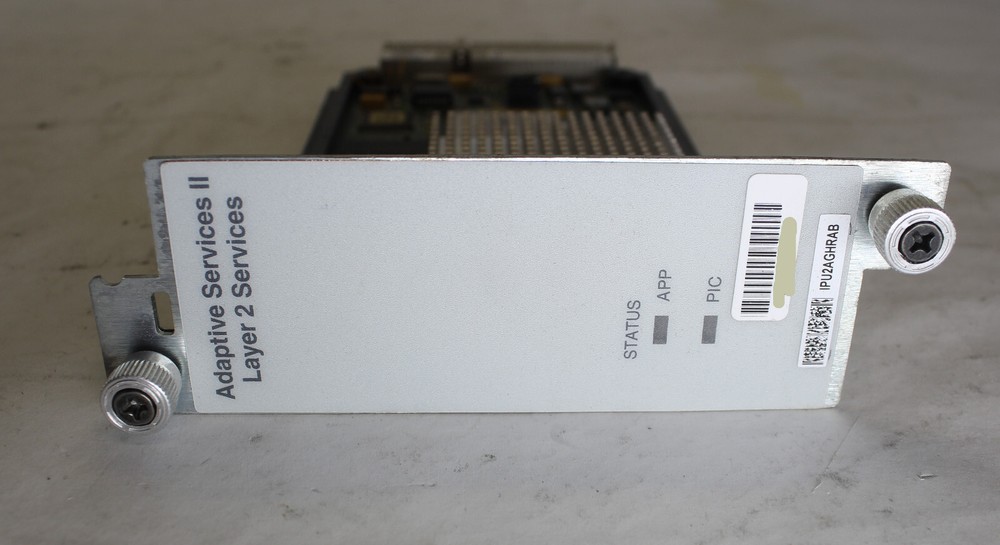 Adaptive Services II
Layer 2 Services
STATUS
APP
PIC
IPU2AGHRAB